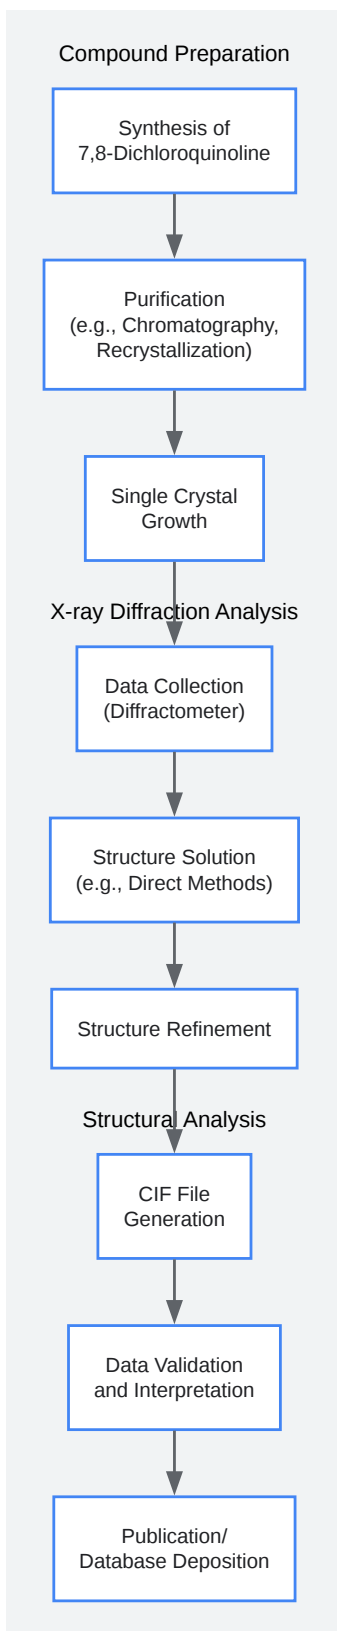 Compound Preparation
Synthesis of
7,8-Dichloroquinoline
Purification
(e.g., Chromatography,
Recrystallization)
Single Crystal
Growth
X-ray Diffraction Analysis
Data Collection
(Diffractometer)
Structure Solution
(e.g., Direct Methods)
Structure Refinement
Structural Analysis
CIF File
Generation
Data Validation
and Interpretation
Publication/
Database Deposition